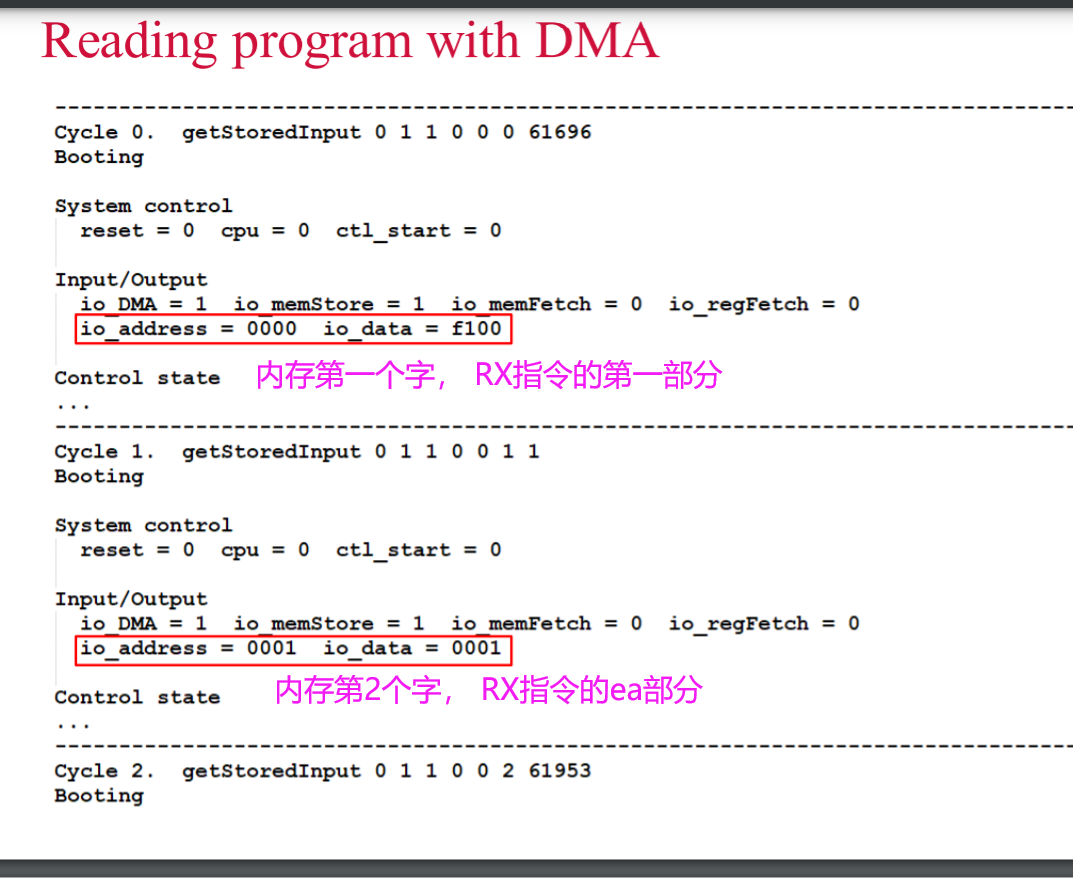 Reading program with DMA
--------------------------------------------------------------------------------
Cycle 0.  getStoredInput 0 1 1 0 0 0 61696
Booting
System control
reset = 0  cpu = 0  ctl_start = 0
Input/Output
io_DMA = 1  io_memStore = 1  io_memFetch = 0  io_regFetch = 0
io_address = 0000  io_data = f100
Control state 内存第一个字， RX指令的第一部分
...
--------------------------------------------------------------------------------
Cycle 1.  getStoredInput 0 1 1 0 0 1 1
Booting
System control
reset = 0  cpu = 0  ctl_start = 0
Input/Output
io_DMA = 1  io_memStore = 1  io_memFetch = 0  io_regFetch = 0
io_address = 0001  io_data = 0001
Control state 内存第2个字， RX指令的ea部分
...
--------------------------------------------------------------------------------
Cycle 2.  getStoredInput 0 1 1 0 0 2 61953
Booting